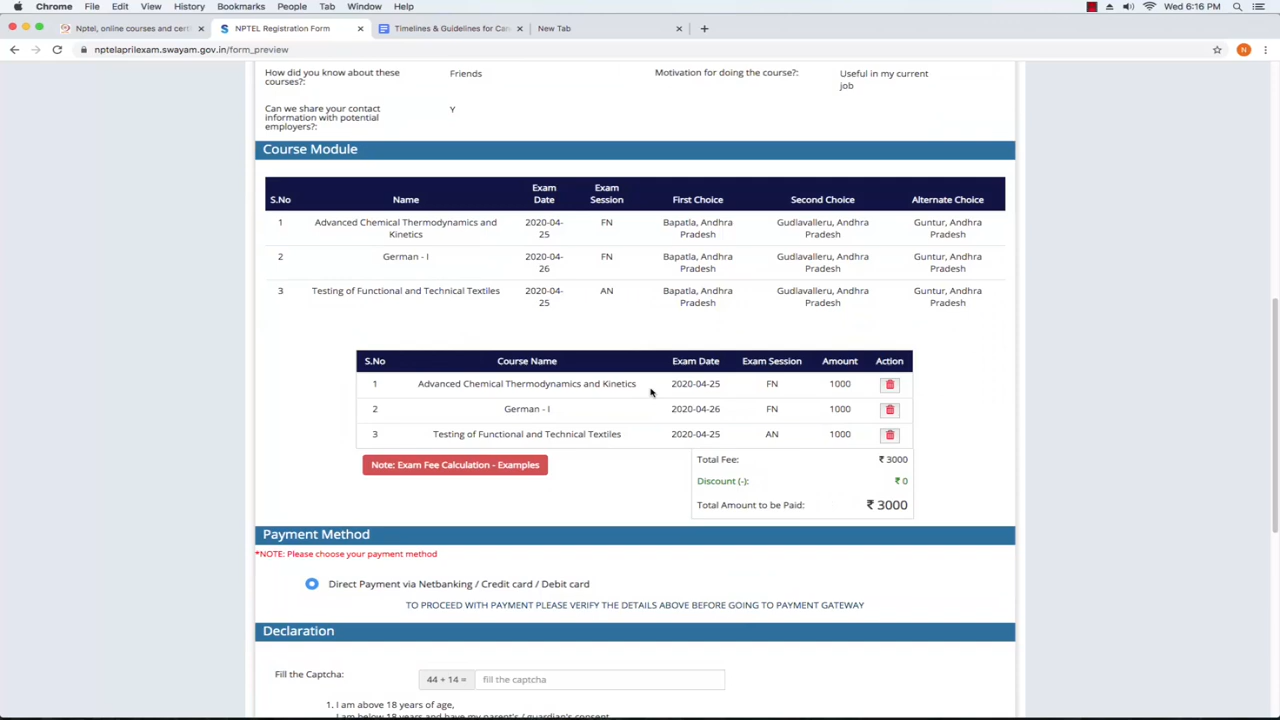 Chrome File Edit View History Bookmarks People Tab Window Help Wed 6:16 PM
Nptel, online courses and certi
NPTEL Registration Form
Timelines & Guidelines for Can
New Tab
nptelaprilexam.swayam.gov.in/form_preview
N
How did you know about these courses?: Friends
Motivation for doing the course?: Useful in my current job
Can we share your contact information with potential employers?: Y
Course Module
S.No Name Exam Date Exam Session First Choice Second Choice Alternate Choice
1 Advanced Chemical Thermodynamics and Kinetics 2020-04-25 FN Bapatla, Andhra Pradesh Gudlavalleru, Andhra Pradesh Guntur, Andhra Pradesh
2 German - I 2020-04-26 FN Bapatla, Andhra Pradesh Gudlavalleru, Andhra Pradesh Guntur, Andhra Pradesh
3 Testing of Functional and Technical Textiles 2020-04-25 AN Bapatla, Andhra Pradesh Gudlavalleru, Andhra Pradesh Guntur, Andhra Pradesh
S.No Course Name Exam Date Exam Session Amount Action
1 Advanced Chemical Thermodynamics and Kinetics 2020-04-25 FN 1000
2 German - I 2020-04-26 FN 1000
3 Testing of Functional and Technical Textiles 2020-04-25 AN 1000
Note: Exam Fee Calculation - Examples
Total Fee: ₹ 3000
Discount (-): ₹ 0
Total Amount to be Paid: ₹ 3000
Payment Method
*NOTE: Please choose your payment method
Direct Payment via Netbanking / Credit card / Debit card
TO PROCEED WITH PAYMENT PLEASE VERIFY THE DETAILS ABOVE BEFORE GOING TO PAYMENT GATEWAY
Declaration
Fill the Captcha: 44 + 14 = fill the captcha
1. I am above 18 years of age,
I am below 18 years and have my parent's / guardian's consent